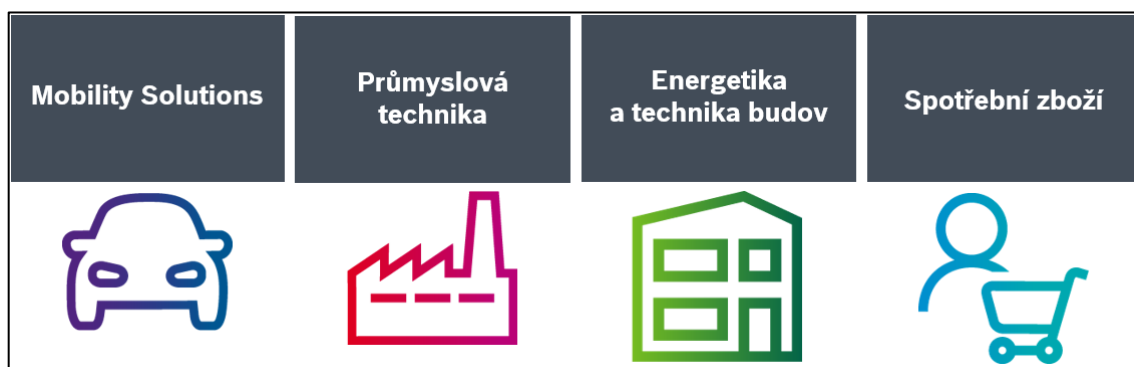 Mobility Solutions
Průmyslová
technika
Energetika
a technika budov
Spotřební zboží